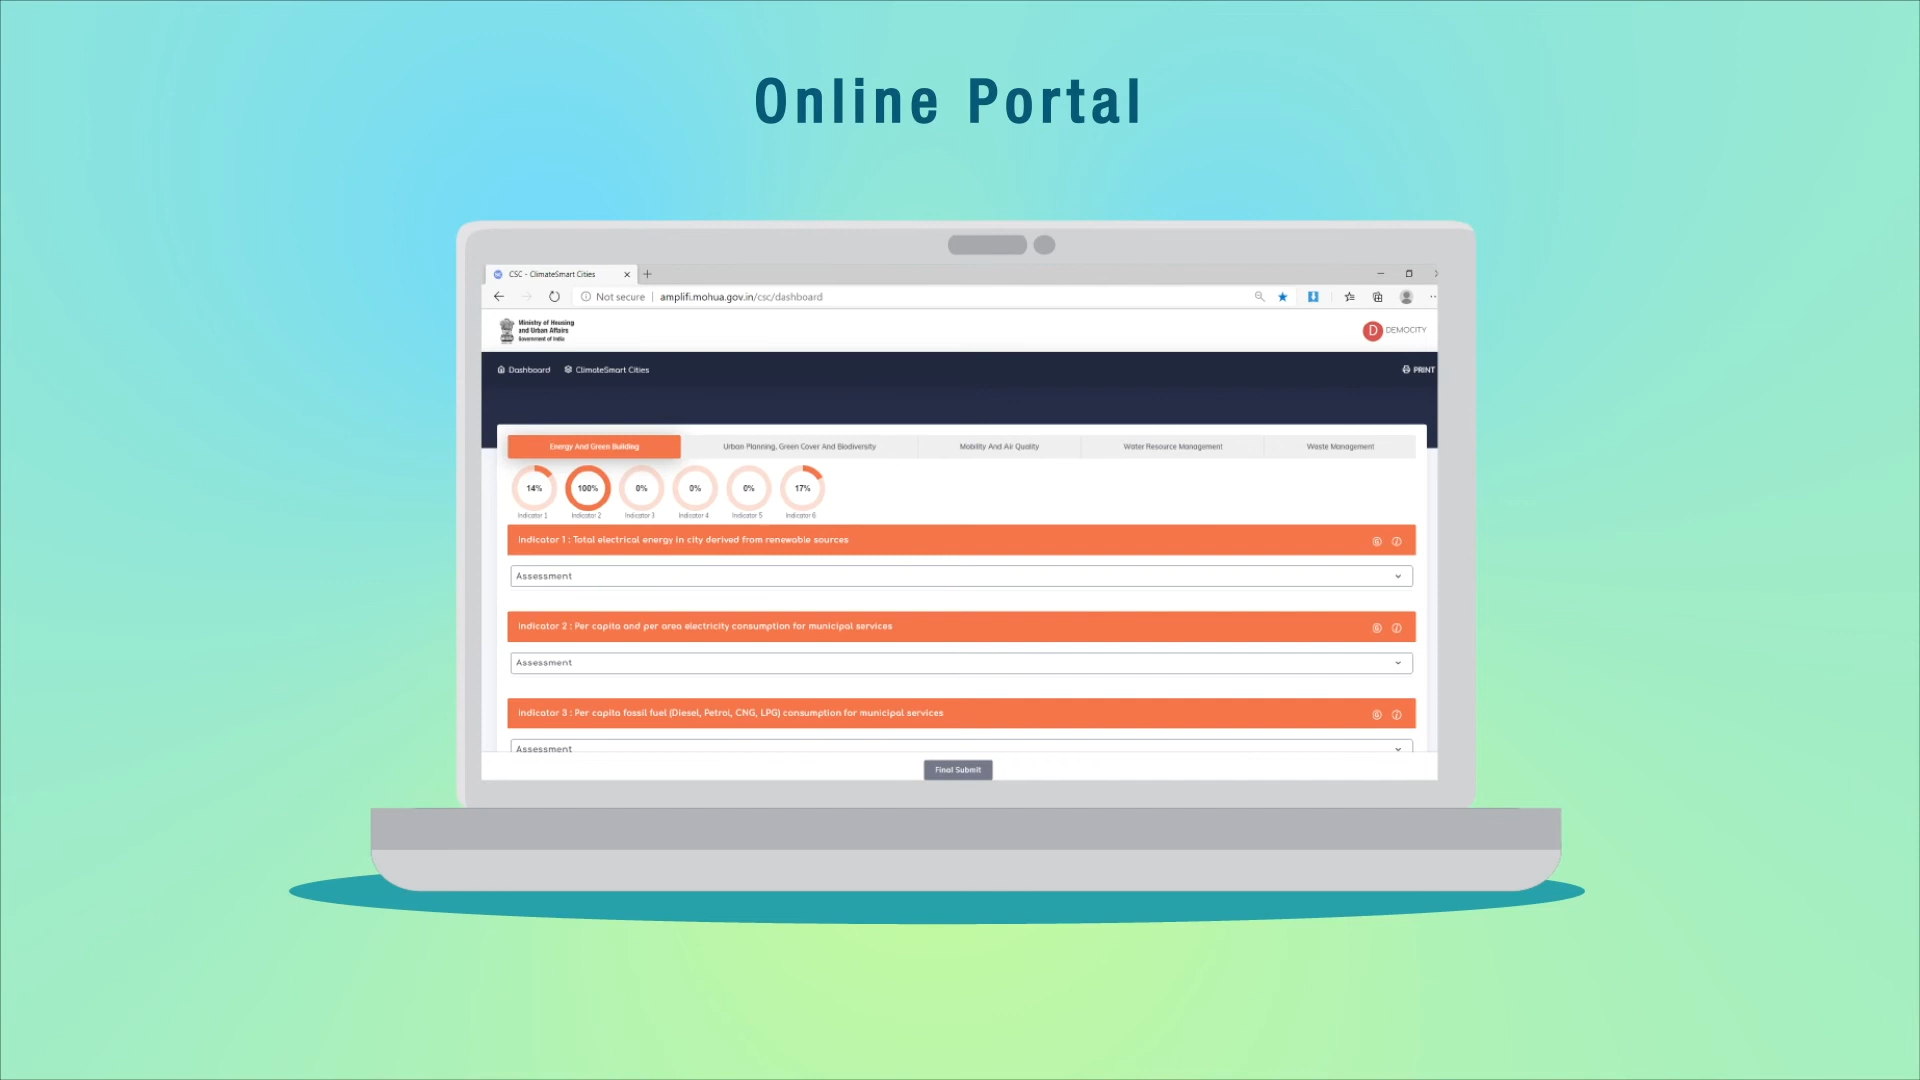 Online Portal
CSC - ClimateSmart Cities
Not secure | amplifi.mohua.gov.in/csc/dashboard
Ministry of Housing
and Urban Affairs
Government of India
D DEMOCITY
Dashboard ClimateSmart Cities PRINT
Energy And Green Building Urban Planning, Green Cover And Biodiversity Mobility And Air Quality Water Resource Management Waste Management
14% 100% 0% 0% 0% 17%
Indicator 1 Indicator 2 Indicator 3 Indicator 4 Indicator 5 Indicator 6
Indicator 1 : Total electrical energy in city derived from renewable sources
Assessment
Indicator 2 : Per capita and per area electricity consumption for municipal services
Assessment
Indicator 3 : Per capita fossil fuel (Diesel, Petrol, CNG, LPG) consumption for municipal services
Assessment
Final Submit